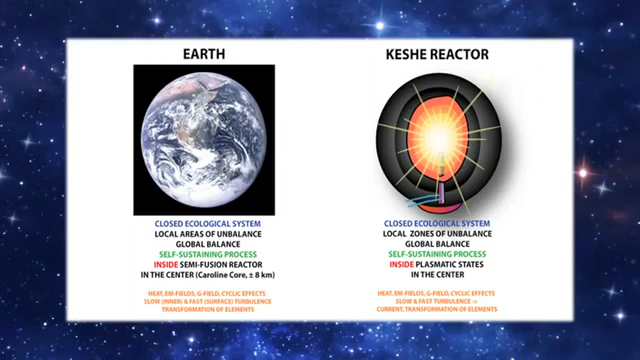 EARTH
CLOSED ECOLOGICAL SYSTEM
LOCAL AREAS OF UNBALANCE
GLOBAL BALANCE
SELF-SUSTAINING PROCESS
INSIDE SEMI-FUSION REACTOR
IN THE CENTER (Caroline Core, ± 8 km)
HEAT, EM-FIELDS, G-FIELD, CYCLIC EFFECTS
SLOW (INNER) & FAST (SURFACE) TURBULENCE
TRANSFORMATION OF ELEMENTS
KESHE REACTOR
CLOSED ECOLOGICAL SYSTEM
LOCAL ZONES OF UNBALANCE
GLOBAL BALANCE
SELF-SUSTAINING PROCESS
INSIDE PLASMATIC STATES
IN THE CENTER
HEAT, EM-FIELDS, G-FIELD, CYCLIC EFFECTS
SLOW & FAST TURBULENCE ->
CURRENT, TRANSFORMATION OF ELEMENTS